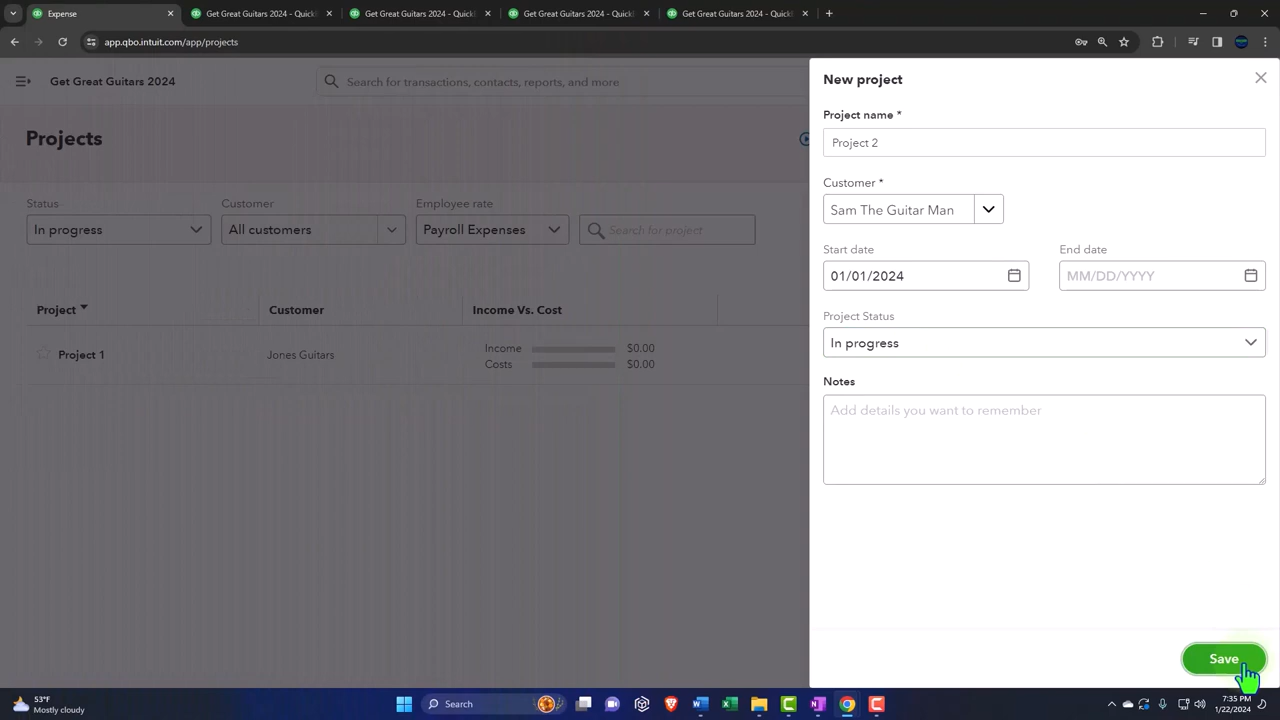 Expense
Get Great Guitars 2024 - Quick
Get Great Guitars 2024 - Quick
Get Great Guitars 2024 - Quick
Get Great Guitars 2024 - Quick
app.qbo.intuit.com/app/projects
Get Great Guitars 2024
Search for transactions, contacts, reports, and more
Projects
Status
Customer
Employee rate
In progress
All customers
Payroll Expenses
Search for project
Project
Customer
Income Vs. Cost
Project 1
Jones Guitars
Income
$0.00
Costs
$0.00
New project
Project name *
Project 2
Customer *
Sam The Guitar Man
Start date
End date
01/01/2024
MM/DD/YYYY
Project Status
In progress
Notes
Add details you want to remember
Save
53°F
Mostly cloudy
Search
7:35 PM
1/22/2024